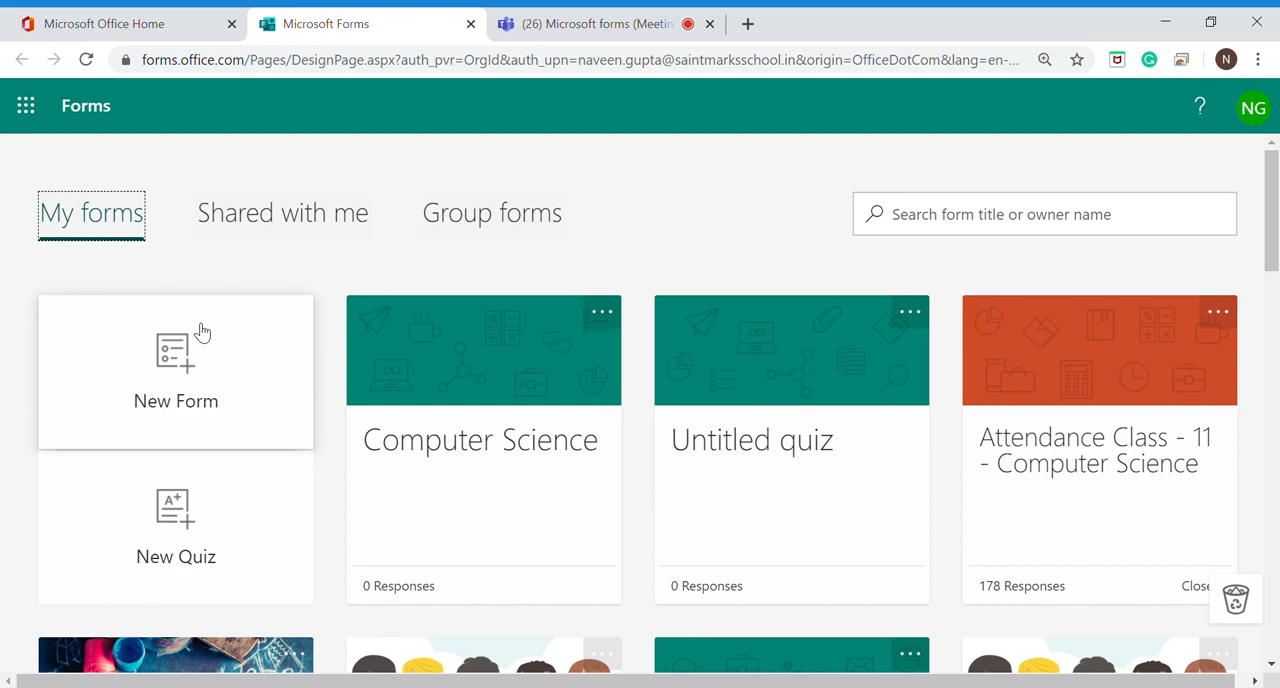 Microsoft Office Home
Microsoft Forms
(26) Microsoft forms (Meetin
forms.office.com/Pages/DesignPage.aspx?auth_pvr=OrgId&auth_upn=naveen.gupta@saintmarksschool.in&origin=OfficeDotCom&lang=en-...
N
Forms
?
NG
My forms
Shared with me
Group forms
Search form title or owner name
New Form
New Quiz
Computer Science
0 Responses
Untitled quiz
0 Responses
Attendance Class - 11
- Computer Science
178 Responses
Close